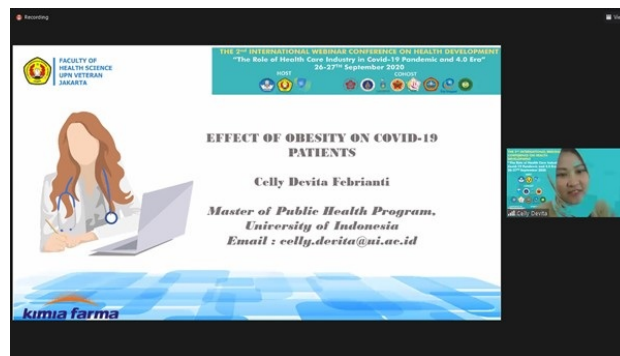 Recording
FACULTY OF
HEALTH SCIENCE
UPN VETERAN
JAKARTA
THE 2nd INTERNATIONAL WEBINAR CONFERENCE ON HEALTH DEVELOPMENT
"The Role of Health Care Industry in Covid-19 Pandemic and 4.0 Era"
26-27TH September 2020
HOST
COHOST
EFFECT OF OBESITY ON COVID-19
PATIENTS
Celly Devita Febrianti
Master of Public Health Program,
University of Indonesia
Email : celly.devita@ui.ac.id
kimia farma
Celly Devita